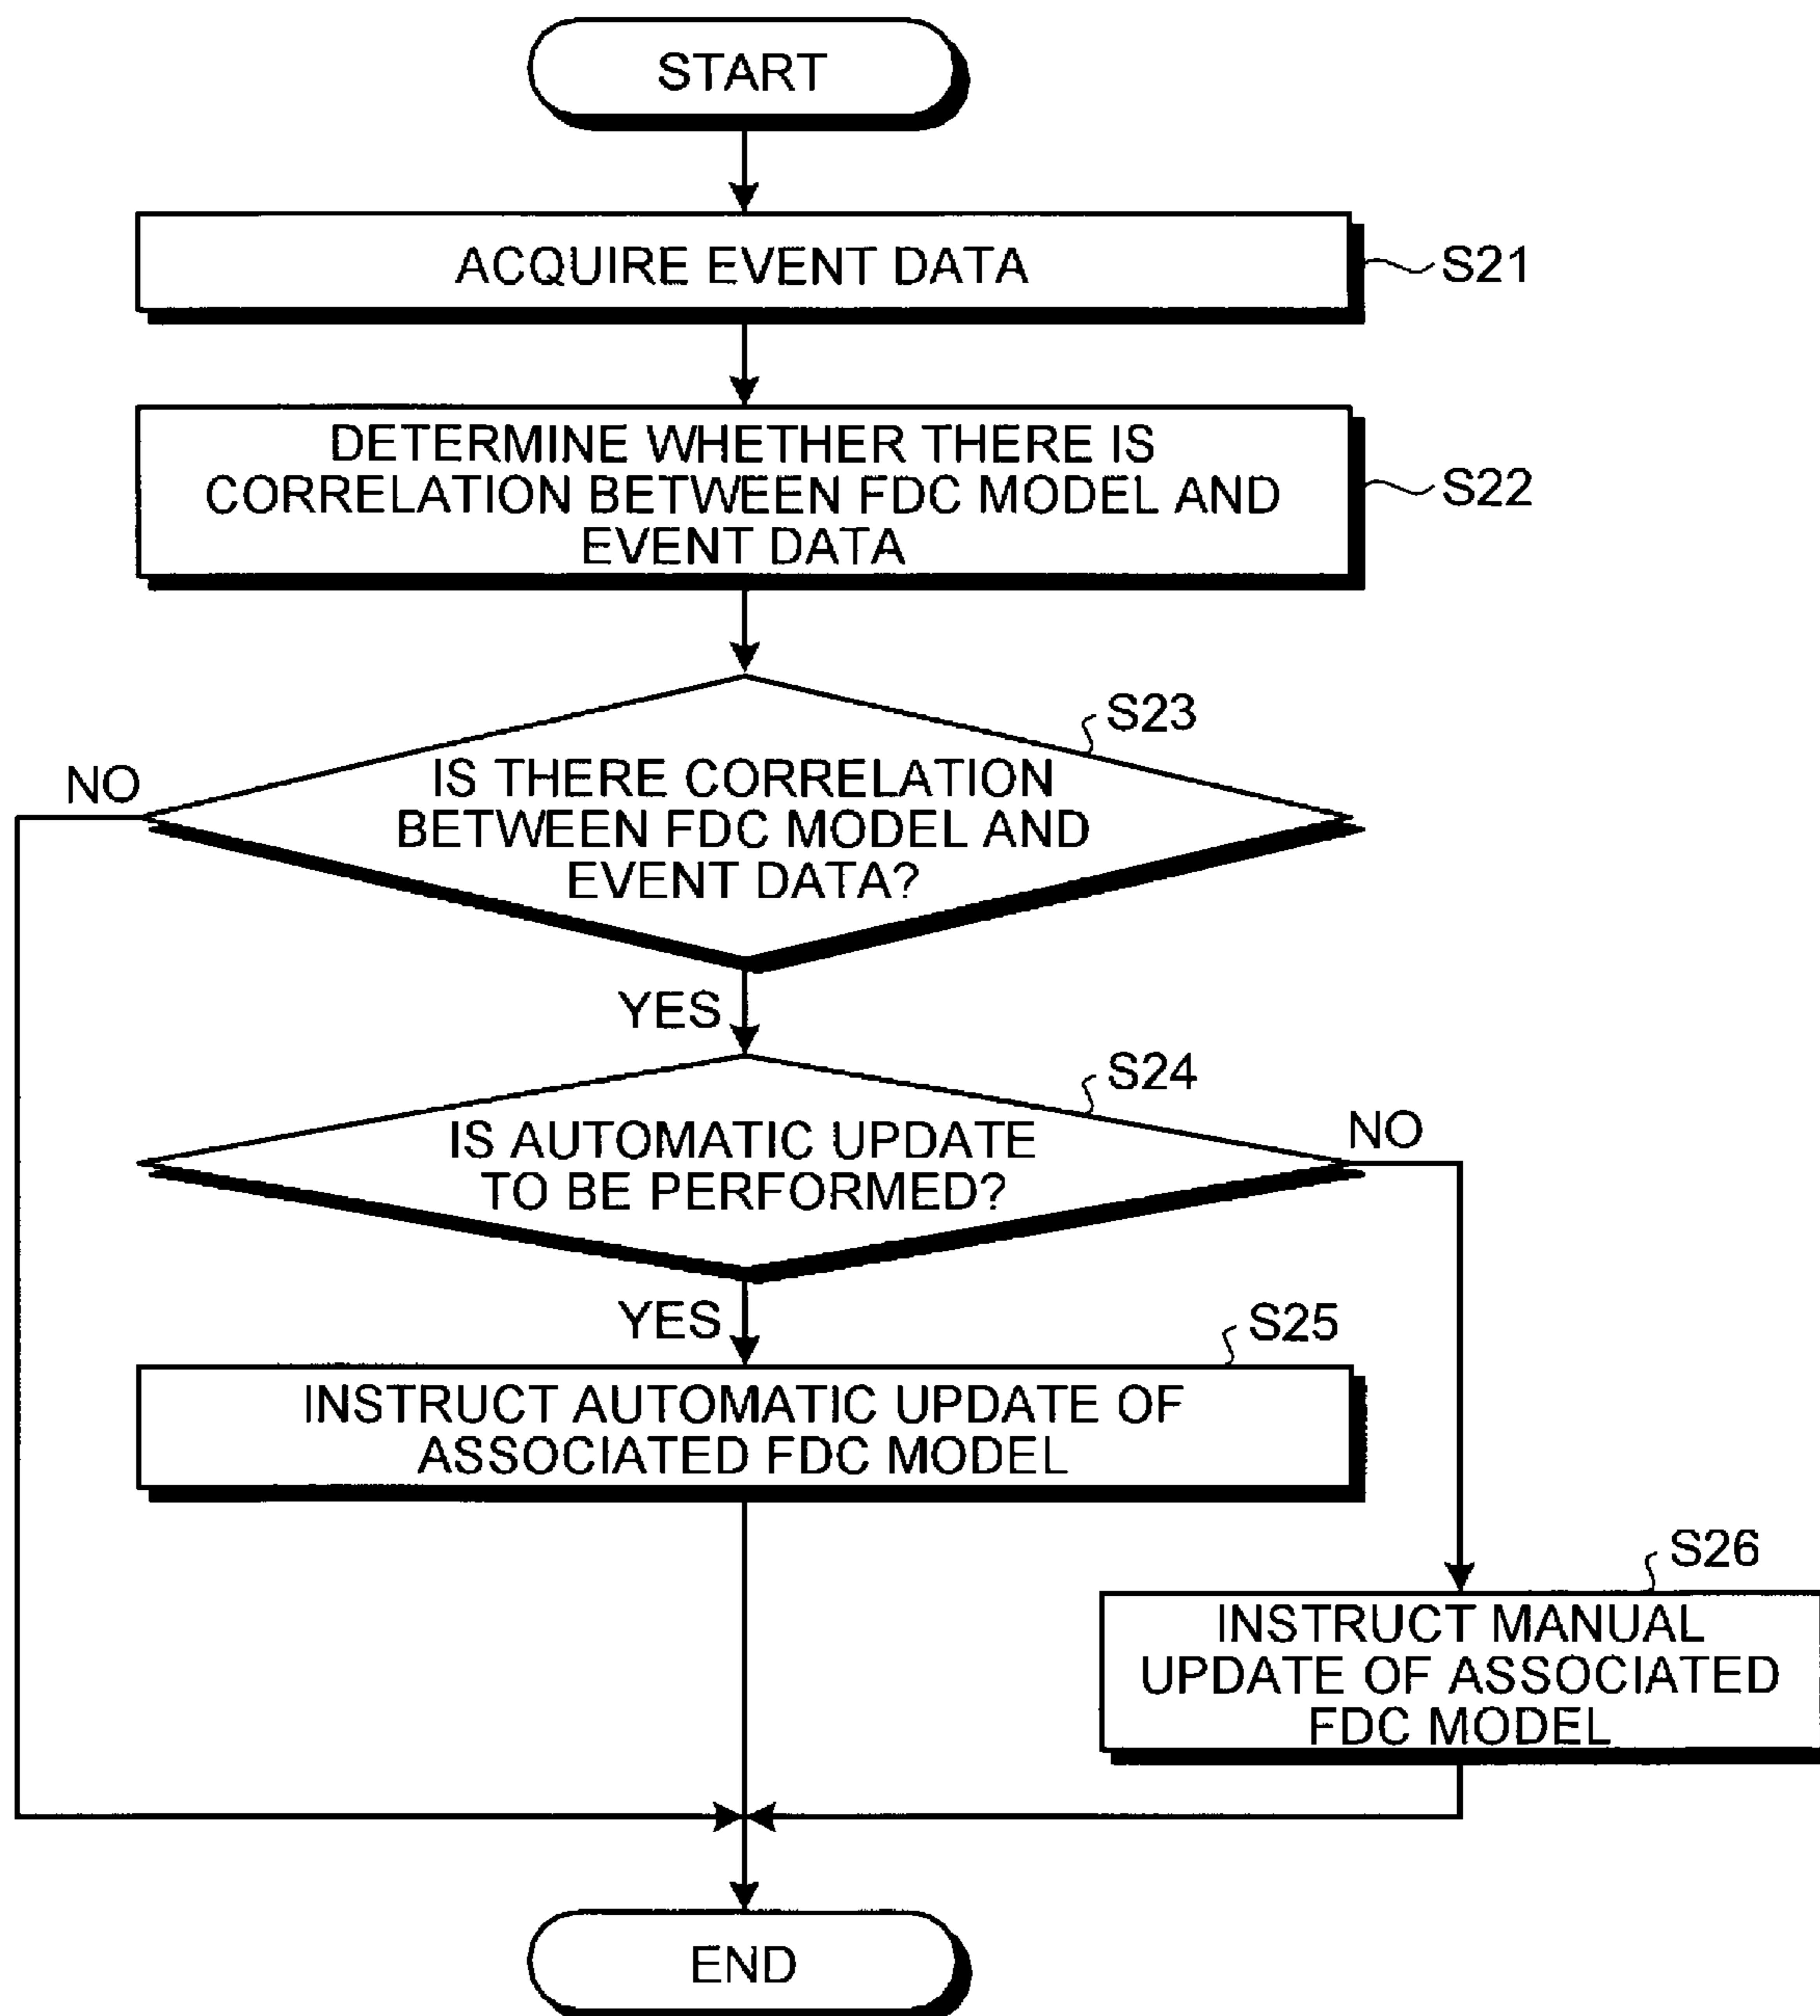 START
ACQUIRE EVENT DATA
S21
DETERMINE WHETHER THERE IS
CORRELATION BETWEEN FDC MODEL AND
EVENT DATA
S22
S23
NO
IS THERE CORRELATION
BETWEEN FDC MODEL AND
EVENT DATA?
YES
S24
NO
IS AUTOMATIC UPDATE
TO BE PERFORMED?
YES
S25
INSTRUCT AUTOMATIC UPDATE OF
ASSOCIATED FDC MODEL
S26
INSTRUCT MANUAL
UPDATE OF ASSOCIATED
FDC MODEL
END